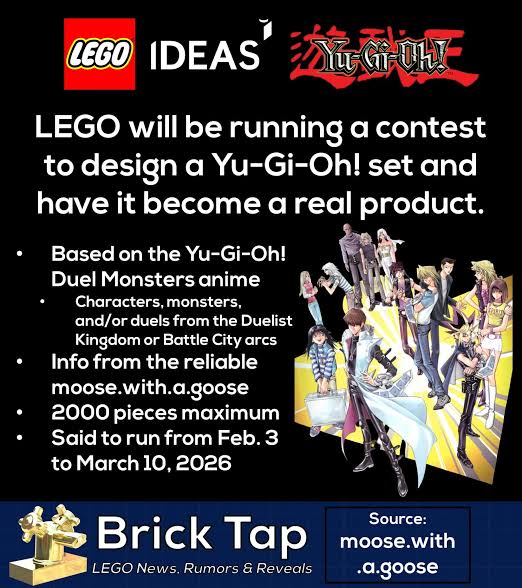 LEGO IDEAS 遊戯王 Yu-Gi-Oh!
LEGO will be running a contest
to design a Yu-Gi-Oh! set and
have it become a real product.
• Based on the Yu-Gi-Oh!
Duel Monsters anime
• Characters, monsters,
and/or duels from the Duelist
Kingdom or Battle City arcs
• Info from the reliable
moose.with.a.goose
• 2000 pieces maximum
• Said to run from Feb. 3
to March 10, 2026
Brick Tap
LEGO News, Rumors & Reveals
Source:
moose.with
.a.goose